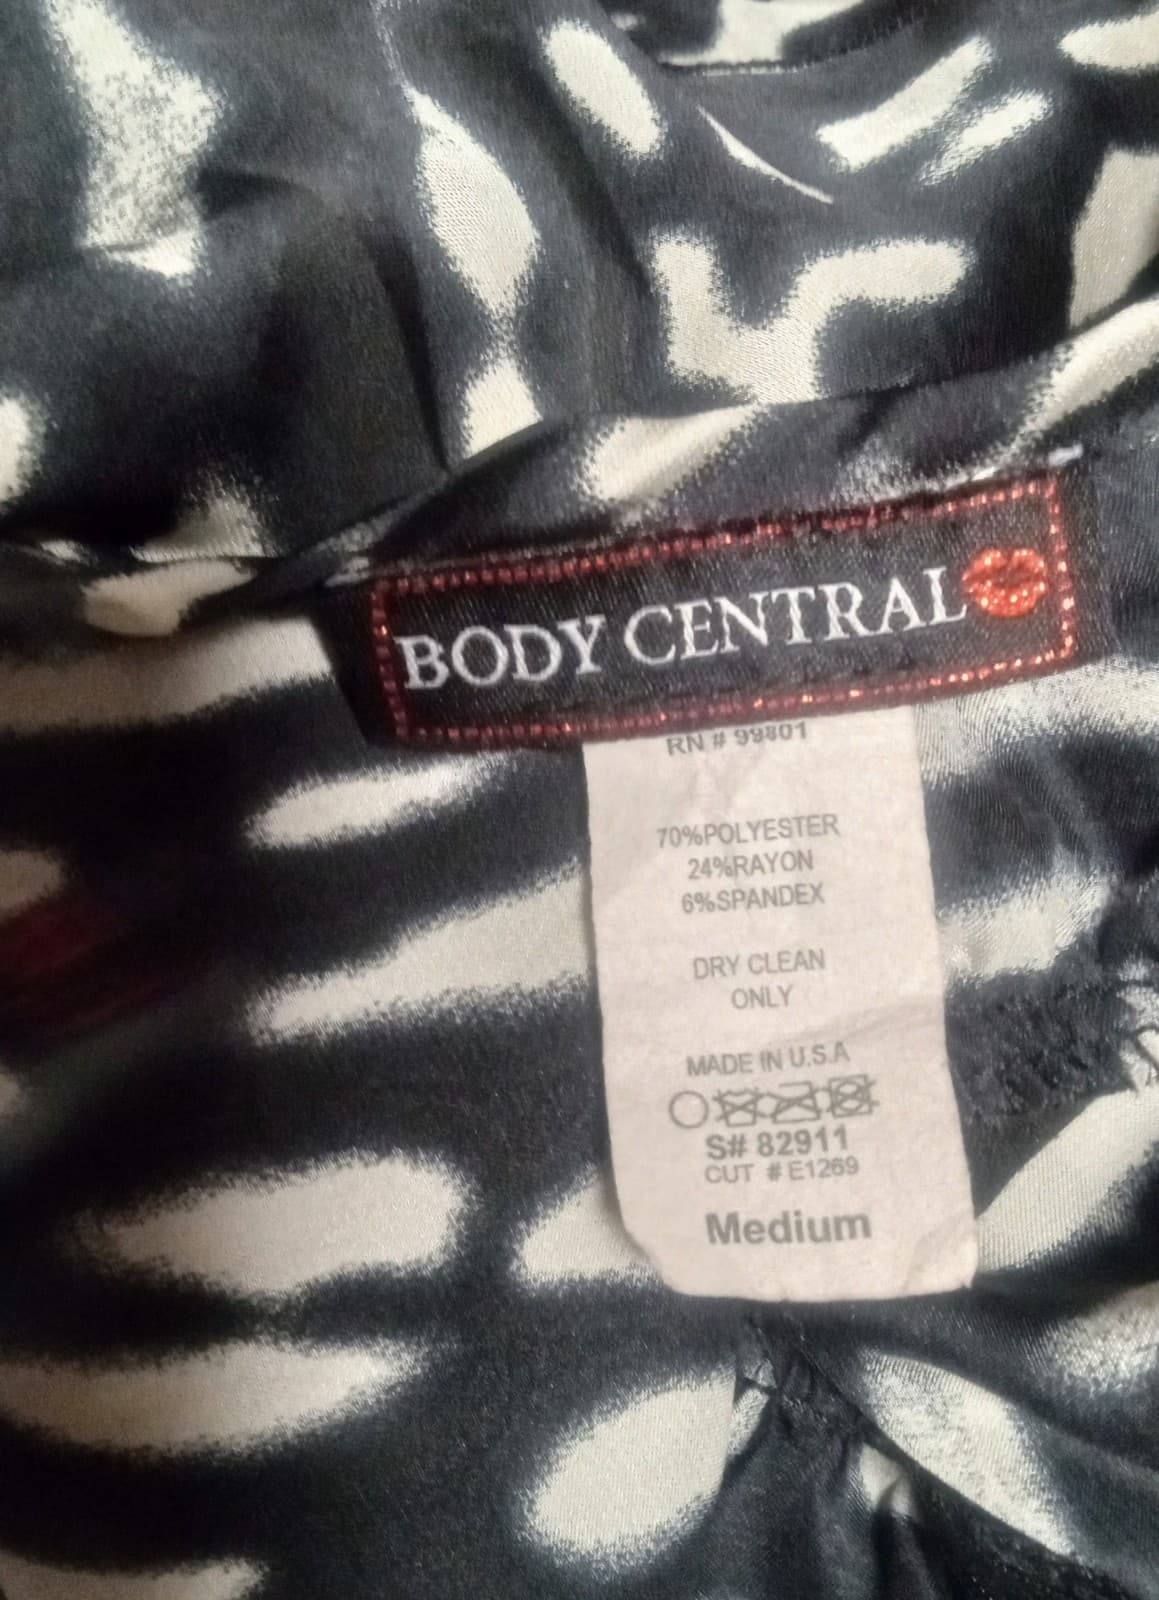 BODY CENTRAL
RN # 99801
70%POLYESTER
24%RAYON
6%SPANDEX
DRY CLEAN
ONLY
MADE IN U.S.A
S# 82911
CUT # E1269
Medium